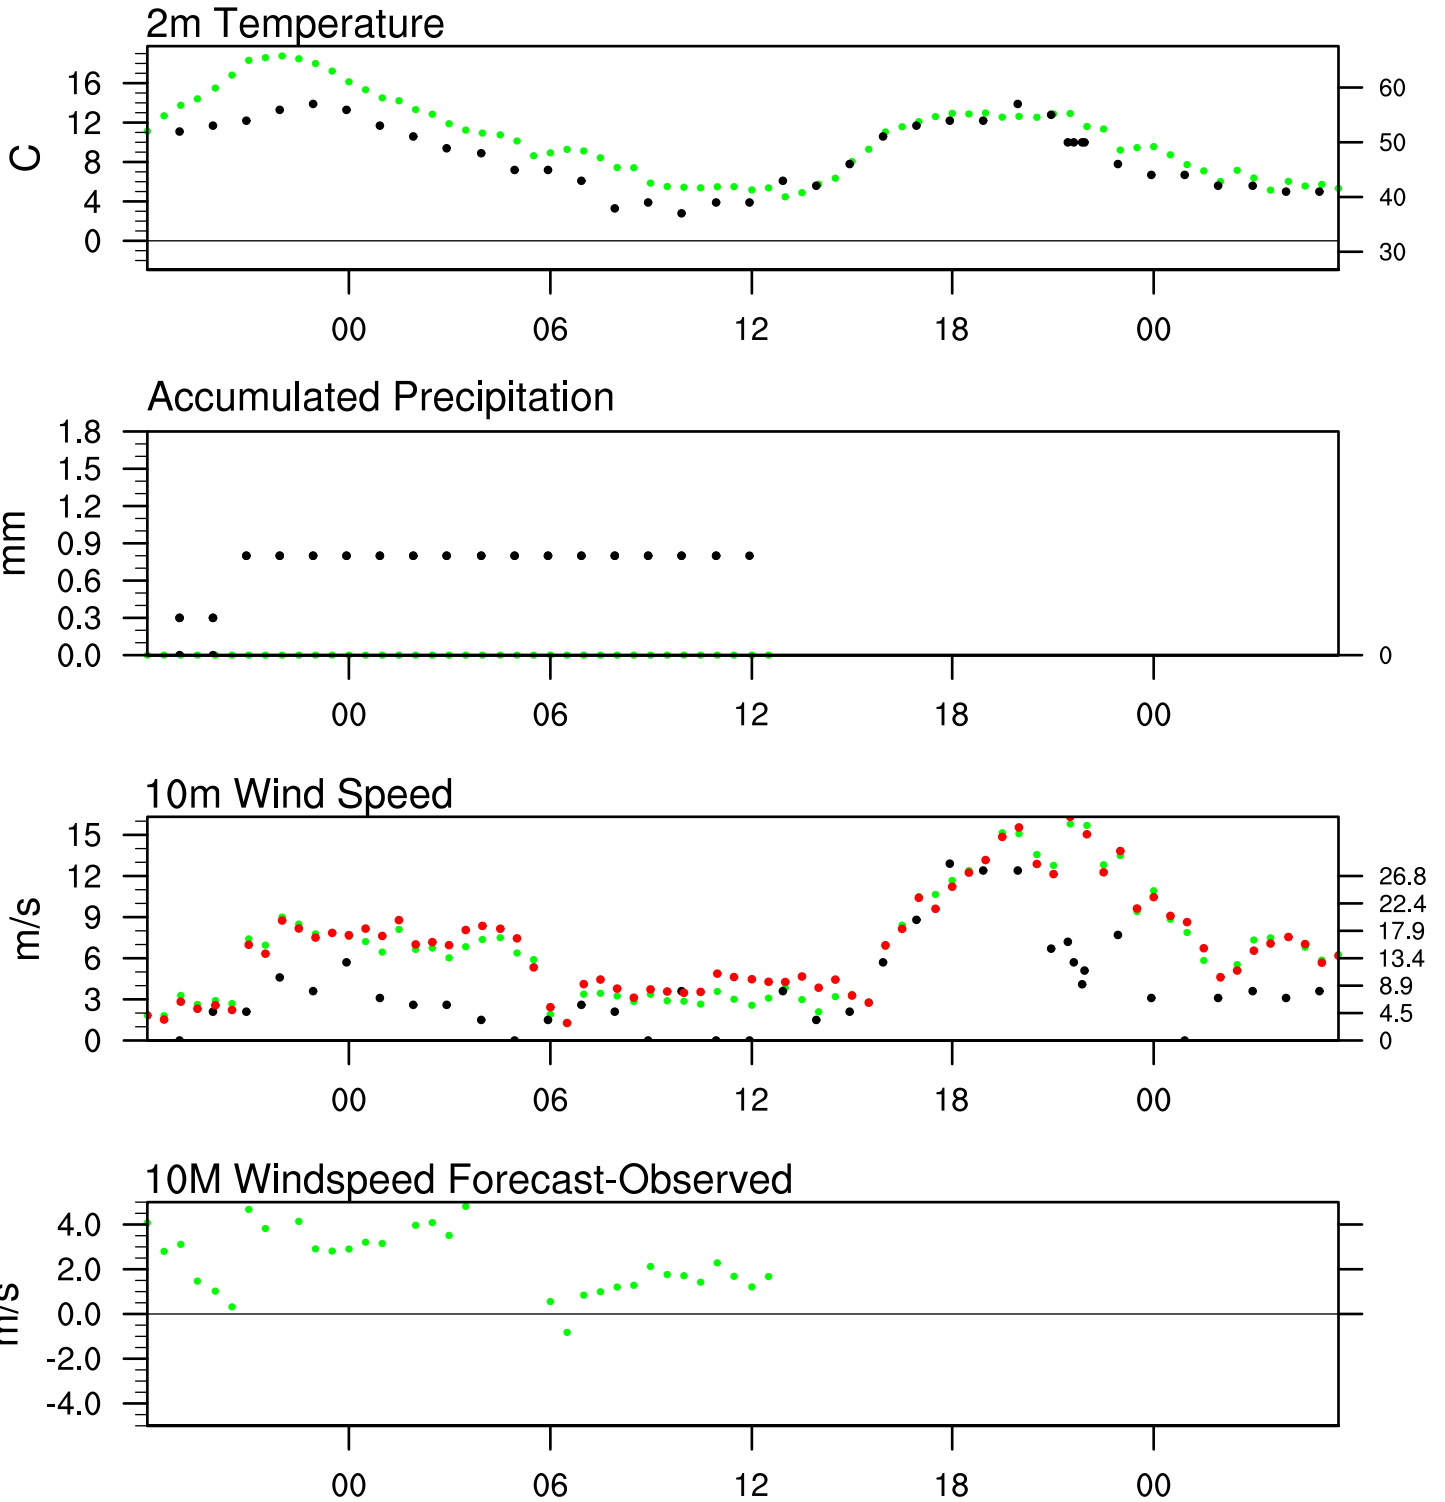 2m Temperature
C
16
12
8
4
0
60
50
40
30
00 06 12 18 00
Accumulated Precipitation
mm
1.8
1.5
1.2
0.9
0.6
0.3
0.0
0
00 06 12 18 00
10m Wind Speed
m/s
15
12
9
6
3
0
26.8
22.4
17.9
13.4
8.9
4.5
0
00 06 12 18 00
10M Windspeed Forecast-Observed
m/s
4.0
2.0
0.0
-2.0
-4.0
00 06 12 18 00